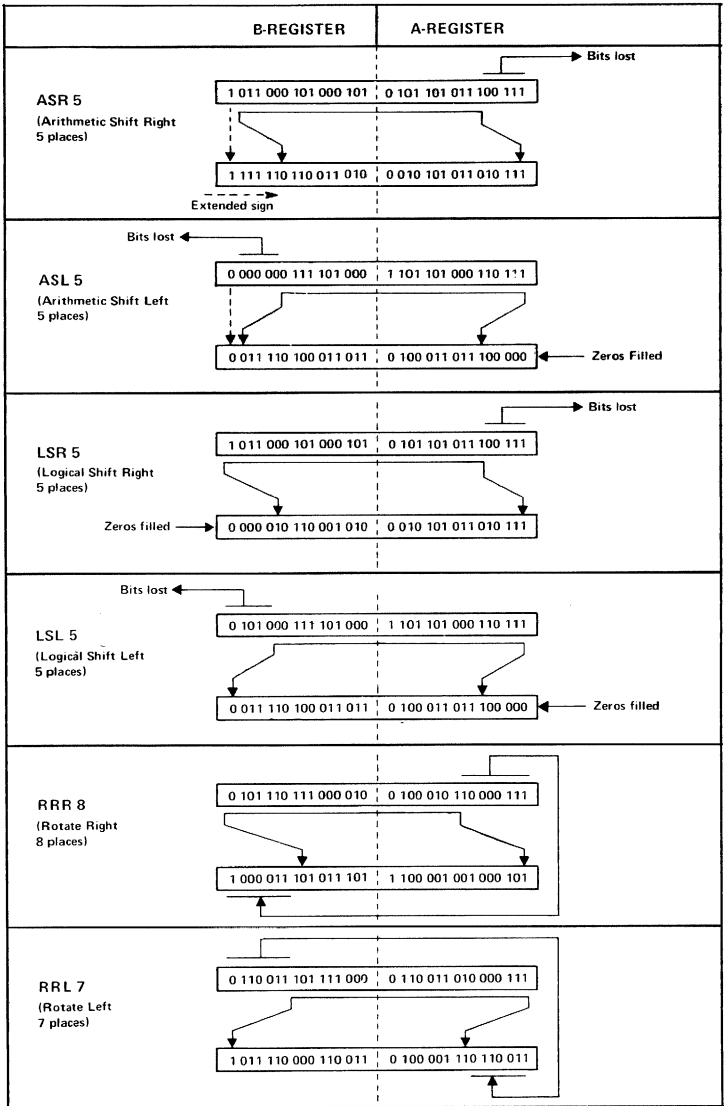 B-REGISTER A-REGISTER
Bits lost
1 011 000 101 000 101 0 101 101 011 100 111
ASR 5
(Arithmetic Shift Right
5 places)
1 111 110 110 011 010 0 010 101 011 010 111
Extended sign
Bits lost
0 000 000 111 101 000 1 101 101 000 110 111
ASL 5
(Arithmetic Shift Left
5 places)
0 011 110 100 011 011 0 100 011 011 100 000 Zeros Filled
Bits lost
1 011 000 101 000 101 0 101 101 011 100 111
LSR 5
(Logical Shift Right
5 places)
Zeros filled 0 000 010 110 001 010 0 010 101 011 010 111
Bits lost
0 101 000 111 101 000 1 101 101 000 110 111
LSL 5
(Logical Shift Left
5 places)
0 011 110 100 011 011 0 100 011 011 100 000 Zeros filled
0 101 110 111 000 010 0 100 010 110 000 111
RRR 8
(Rotate Right
8 places)
1 000 011 101 011 101 1 100 001 001 000 101
0 110 011 101 111 000 0 110 011 010 000 111
RRL 7
(Rotate Left
7 places)
1 011 110 000 110 011 0 100 001 110 110 011